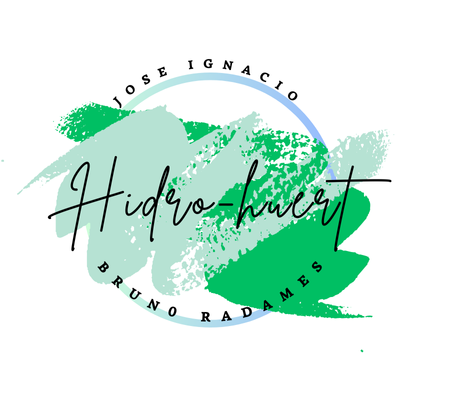 JOSE IGNACIO
Hidro-huert
BRUN0 RADAMES